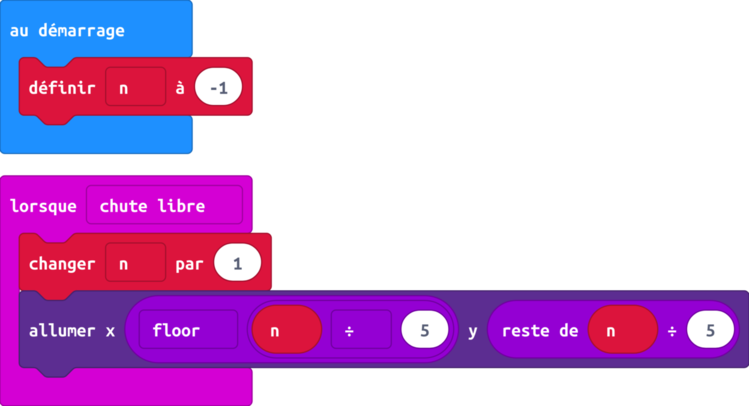 au démarrage
définir n à -1
lorsque chute libre
changer n par 1
allumer x floor n ÷ 5 y reste de n ÷ 5